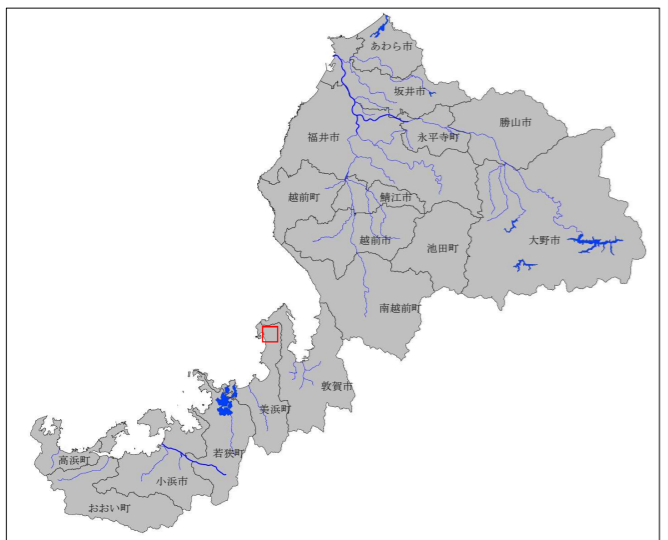 あわら市
坂井市
勝山市
福井市
永平寺町
越前町
鯖江市
越前市
池田町
大野市
南越前町
敦賀市
美浜町
若狭町
高浜町
小浜市
おおい町